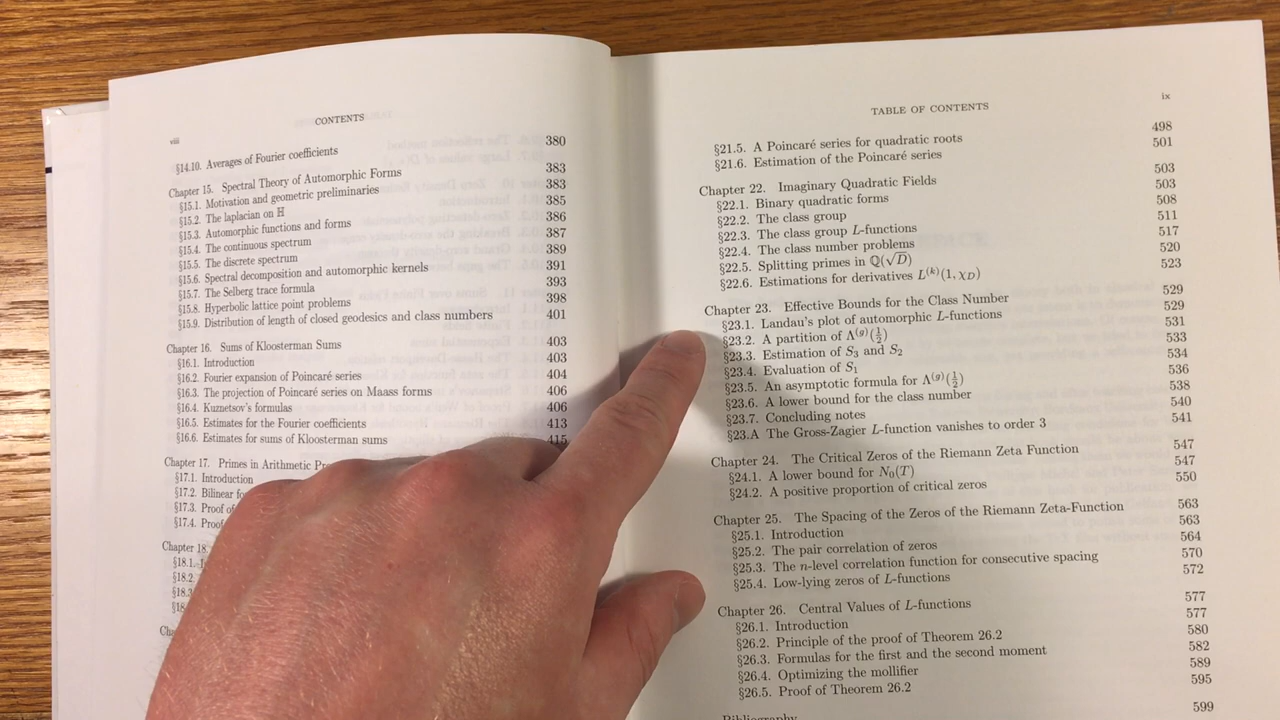 viii
CONTENTS
§14.10. Averages of Fourier coefficients 380
Chapter 15. Spectral Theory of Automorphic Forms 383
§15.1. Motivation and geometric preliminaries 383
§15.2. The laplacian on H 385
§15.3. Automorphic functions and forms 386
§15.4. The continuous spectrum 387
§15.5. The discrete spectrum 389
§15.6. Spectral decomposition and automorphic kernels 391
§15.7. The Selberg trace formula 393
§15.8. Hyperbolic lattice point problems 398
§15.9. Distribution of length of closed geodesics and class numbers 401
Chapter 16. Sums of Kloosterman Sums 403
§16.1. Introduction 403
§16.2. Fourier expansion of Poincaré series 404
§16.3. The projection of Poincaré series on Maass forms 406
§16.4. Kuznetsov's formulas 406
§16.5. Estimates for the Fourier coefficients 413
§16.6. Estimates for sums of Kloosterman sums 415
Chapter 17. Primes in Arithmetic Pr
§17.1. Introduction
§17.2. Bilinear fo
§17.3. Proof of
§17.4. Proof
Chapter 18.
§18.1.
§18.2.
§18.3
§18
Cha
TABLE OF CONTENTS
ix
§21.5. A Poincaré series for quadratic roots 498
§21.6. Estimation of the Poincaré series 501
Chapter 22. Imaginary Quadratic Fields 503
§22.1. Binary quadratic forms 503
§22.2. The class group 508
§22.3. The class group L-functions 511
§22.4. The class number problems 517
§22.5. Splitting primes in ℚ(√D) 520
§22.6. Estimations for derivatives L⁽ᵏ⁾(1, χD) 523
Chapter 23. Effective Bounds for the Class Number 529
§23.1. Landau's plot of automorphic L-functions 529
§23.2. A partition of Λ⁽ᵍ⁾(½) 531
§23.3. Estimation of S₃ and S₂ 533
§23.4. Evaluation of S₁ 534
§23.5. An asymptotic formula for Λ⁽ᵍ⁾(½) 536
§23.6. A lower bound for the class number 538
§23.7. Concluding notes 540
§23.A The Gross-Zagier L-function vanishes to order 3 541
Chapter 24. The Critical Zeros of the Riemann Zeta Function 547
§24.1. A lower bound for N₀(T) 547
§24.2. A positive proportion of critical zeros 550
Chapter 25. The Spacing of the Zeros of the Riemann Zeta-Function 563
§25.1. Introduction 563
§25.2. The pair correlation of zeros 564
§25.3. The n-level correlation function for consecutive spacing 570
§25.4. Low-lying zeros of L-functions 572
Chapter 26. Central Values of L-functions 577
§26.1. Introduction 577
§26.2. Principle of the proof of Theorem 26.2 580
§26.3. Formulas for the first and the second moment 582
§26.4. Optimizing the mollifier 589
§26.5. Proof of Theorem 26.2 595
Bibliography 599